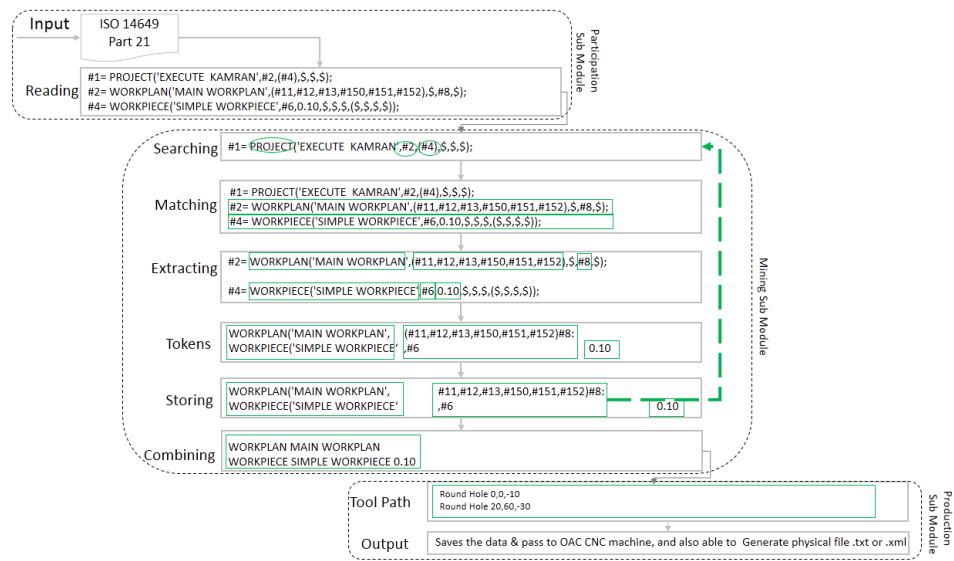 Input
ISO 14649
Part 21
Participation
Sub Module
Reading
#1= PROJECT('EXECUTE  KAMRAN',#2,(#4),$,$,$);
#2= WORKPLAN('MAIN WORKPLAN',(#11,#12,#13,#150,#151,#152),$,#8,$);
#4= WORKPIECE('SIMPLE WORKPIECE',#6,0.10,$,$,$,($,$,$,$));
Searching
#1= PROJECT('EXECUTE  KAMRAN',#2,(#4),$,$,$);
Matching
#1= PROJECT('EXECUTE  KAMRAN',#2,(#4),$,$,$);
#2= WORKPLAN('MAIN WORKPLAN',(#11,#12,#13,#150,#151,#152),$,#8,$);
#4= WORKPIECE('SIMPLE WORKPIECE',#6,0.10,$,$,$,($,$,$,$));
Extracting
#2= WORKPLAN('MAIN WORKPLAN',(#11,#12,#13,#150,#151,#152),$,#8,$);
#4= WORKPIECE('SIMPLE WORKPIECE',#6,0.10,$,$,$,($,$,$,$));
Mining Sub Module
Tokens
WORKPLAN('MAIN WORKPLAN', (#11,#12,#13,#150,#151,#152)#8:
WORKPIECE('SIMPLE WORKPIECE' ,#6 0.10
Storing
WORKPLAN('MAIN WORKPLAN', #11,#12,#13,#150,#151,#152)#8:
WORKPIECE('SIMPLE WORKPIECE' ,#6 0.10
Combining
WORKPLAN MAIN WORKPLAN
WORKPIECE SIMPLE WORKPIECE 0.10
Production
Sub Module
Tool Path
Round Hole 0,0,-10
Round Hole 20,60,-30
Output
Saves the data & pass to OAC CNC machine, and also able to  Generate physical file .txt or .xml